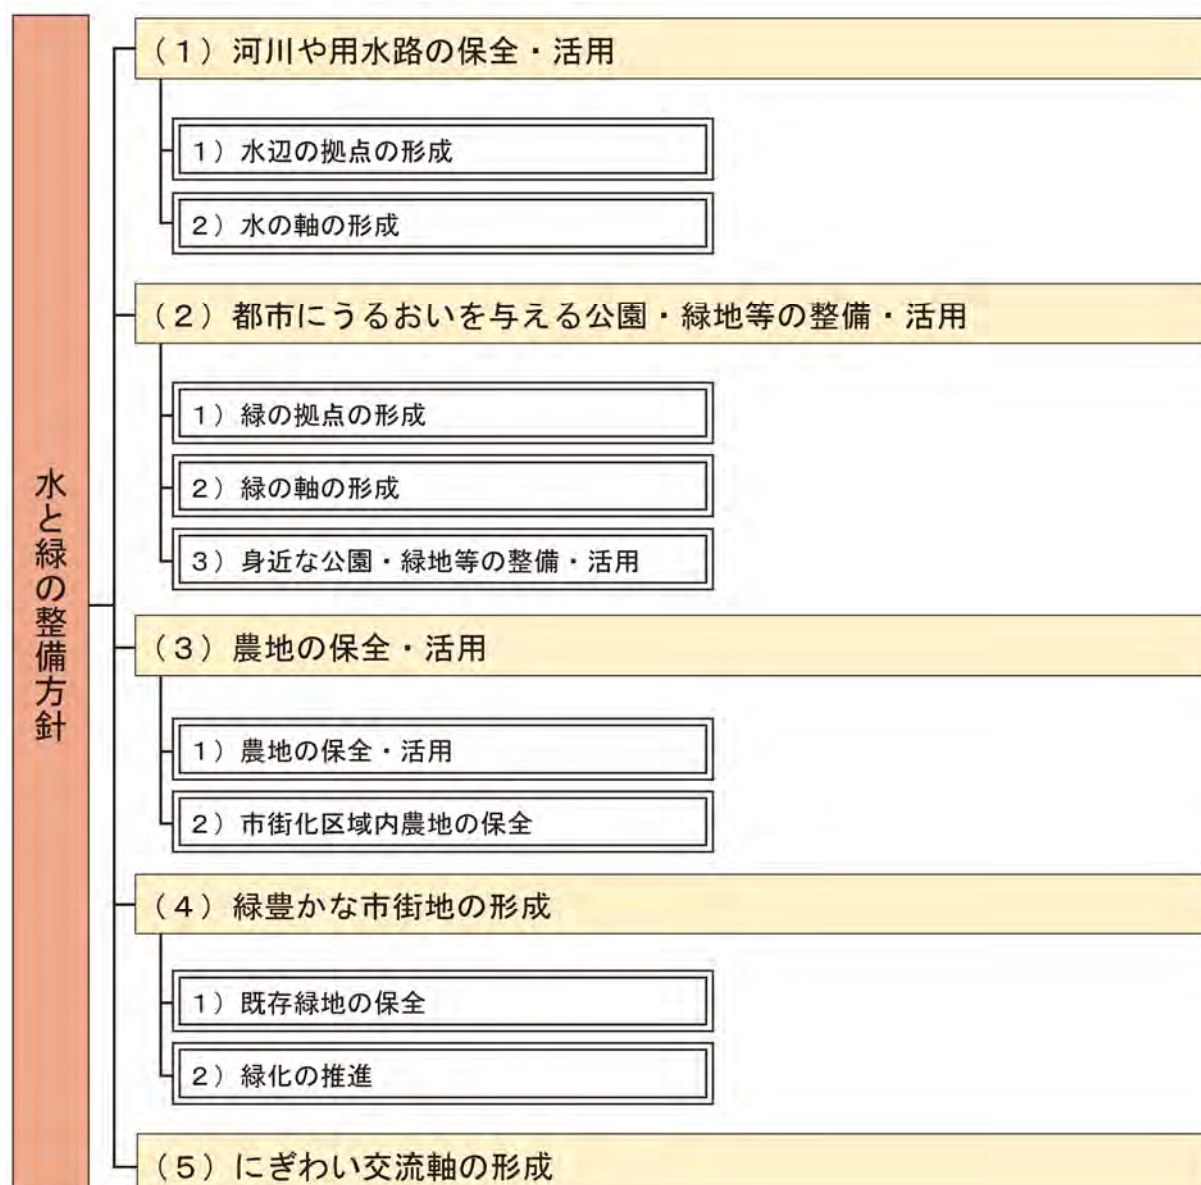 水と緑の整備方針
（１）河川や用水路の保全・活用
１）水辺の拠点の形成
２）水の軸の形成
（２）都市にうるおいを与える公園・緑地等の整備・活用
１）緑の拠点の形成
２）緑の軸の形成
３）身近な公園・緑地等の整備・活用
（３）農地の保全・活用
１）農地の保全・活用
２）市街化区域内農地の保全
（４）緑豊かな市街地の形成
１）既存緑地の保全
２）緑化の推進
（５）にぎわい交流軸の形成